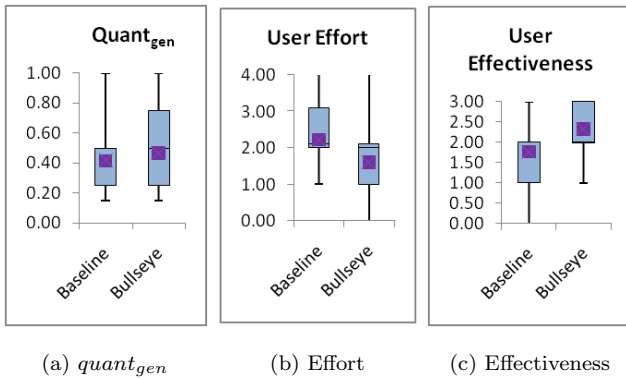 Quantgen
1.00
0.80
0.60
0.40
0.20
0.00
Baseline
Bullseye
User Effort
4.00
3.00
2.00
1.00
0.00
Baseline
Bullseye
User
Effectiveness
3.00
2.50
2.00
1.50
1.00
0.50
0.00
Baseline
Bullseye
(a) quantgen
(b) Effort
(c) Effectiveness